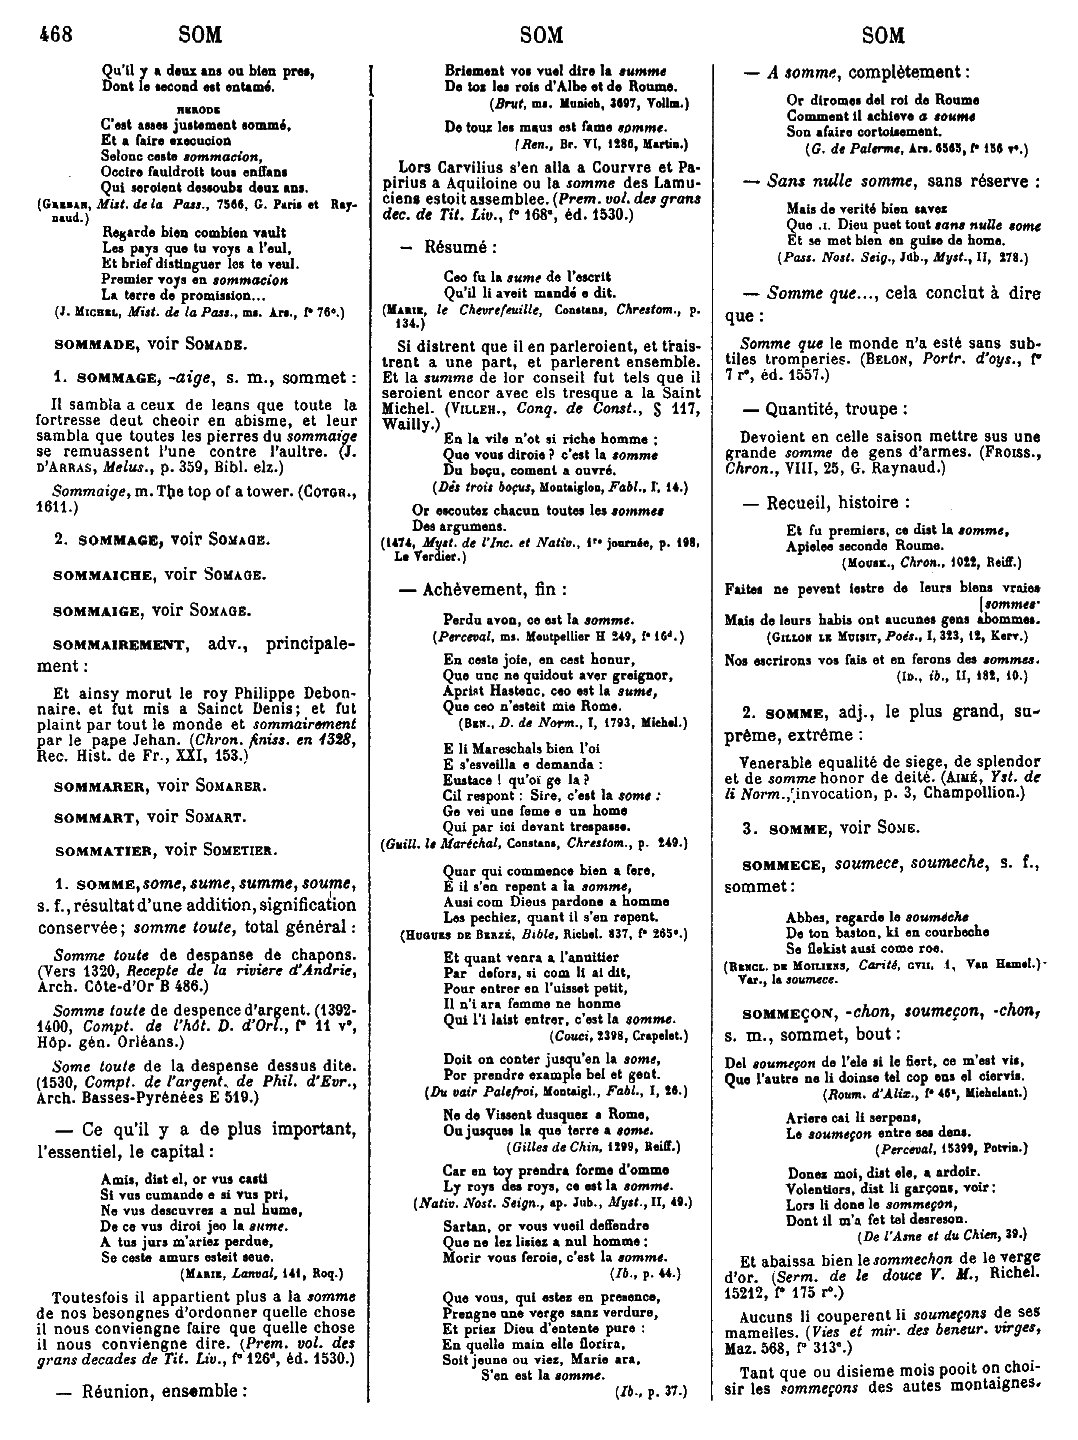 468 SOM SOM SOM
Qu'il y a deux ans ou bien pres,
Dont le second est entamé.
HERODE
C'est asses justement sommé,
Et a faire execucion
Selonc ceste sommacion,
Occire fauldroit tous enffans
Qui seroient dessoubs deux ans.
(GREBAN, Mist. de la Pass., 7566, G. Paris et Ray-
naud.)
Regarde bien combien vault
Les pays que tu voys a l'eul,
Et brief distinguer les te veul.
Premier voys en sommacion
La terre de promission...
(J. MICHEL, Mist. de la Pass., ms. Ars., fº 76ᶜ.)
SOMMADE, voir SOMADE.
1. SOMMAGE, -aige, s. m., sommet :
Il sambla a ceux de leans que toute la
fortresse deut cheoir en abisme, et leur
sambla que toutes les pierres du sommaige
se remuassent l'une contre l'aultre. (J.
D'ARRAS, Melus., p. 359, Bibl. elz.)
Sommaige, m. The top of a tower. (COTGR.,
1611.)
2. SOMMAGE, voir SOMAGE.
SOMMAICHE, voir SOMAGE.
SOMMAIGE, voir SOMAGE.
SOMMAIREMENT, adv., principale-
ment :
Et ainsy morut le roy Philippe Debon-
naire. et fut mis a Sainct Denis; et fut
plaint par tout le monde et sommairement
par le pape Jehan. (Chron. finiss. en 1328,
Rec. Hist. de Fr., XXI, 153.)
SOMMARER, voir SOMARER.
SOMMART, voir SOMART.
SOMMATIER, voir SOMETIER.
1. SOMME, some, sume, summe, soume,
s. f., résultat d'une addition, signification
conservée; somme toute, total général :
Somme toute de despanse de chapons.
(Vers 1320, Recepte de la riviere d'Andrie,
Arch. Côte-d'Or B 486.)
Somme toute de despence d'argent. (1392-
1400, Compt. de l'hôt. D. d'Orl., fº 11 vº,
Hôp. gén. Orléans.)
Some toute de la despense dessus dite.
(1530, Compt. de l'argent. de Phil. d'Evr.,
Arch. Basses-Pyrénées E 519.)
— Ce qu'il y a de plus important,
l'essentiel, le capital :
Amis, dist el, or vus casti
Si vus cumande e si vus pri,
Ne vus descuvrez a nul hume,
De ce vus diroi jeo la sume.
A tus jurs m'ariez perdue,
Se ceste amurs esteit seue.
(MARIE, Lanval, 141, Roq.)
Toutesfois il appartient plus a la somme
de nos besongnes d'ordonner quelle chose
il nous conviengne faire que quelle chose
il nous conviengne dire. (Prem. vol. des
grans decades de Tit. Liv., fº 126ᵈ, éd. 1530.)
— Réunion, ensemble :
Briement vos vuel dire la summe
De toz les rois d'Albe et de Roume.
(Brut, ms. Munich, 3697, Vollm.)
De touz les maus est fame somme.
(Ren., Br. VI, 1286, Martin.)
Lors Carvilius s'en alla a Courvre et Pa-
pirius a Aquiloine ou la somme des Lamu-
ciens estoit assemblee. (Prem. vol. des grans
dec. de Tit. Liv., fº 168ᵃ, éd. 1530.)
— Résumé :
Ceo fu la sume de l'escrit
Qu'il li aveit mandé e dit.
(MARIE, le Chevrefeuille, Constans, Chrestom., p.
134.)
Si distrent que il en parleroient, et trais-
trent a une part, et parlerent ensemble.
Et la summe de lor conseil fut tels que il
seroient encor avec els tresque a la Saint
Michel. (VILLEH., Conq. de Const., § 117,
Wailly.)
En la vile n'ot si riche homme ;
Que vous diroie ? c'est la somme
Du boçu, coment a ouvré.
(Des trois boçus, Montaiglon, Fabl., I, 14.)
Or escoutez chacun toutes les sommes
Des argumens.
(1474, Myst. de l'Inc. et Nativ., 1ʳᵉ journée, p. 198,
Le Verdier.)
— Achèvement, fin :
Perdu avon, ce est la somme.
(Perceval, ms. Montpellier H 249, fº 16ᵈ.)
En ceste joie, en cest honur,
Que unc ne quidout aver greignor,
Aprist Hastenc, ceo est la sume,
Que ceo n'esteit mie Rome.
(BEN., D. de Norm., I, 1793, Michel.)
E li Mareschals bien l'oi
E s'esveilla e demanda :
Eustace ! qu'oi ge la ?
Cil respont : Sire, c'est la some :
Ge vei une feme e un home
Qui par ici devant trespasse.
(Guill. le Maréchal, Constans, Chrestom., p. 249.)
Quar qui commence bien a fere,
E il s'en repent a la somme,
Ausi com Dieus pardone a homme
Les pechiez, quant il s'en repent.
(HUGUES DE BERZÉ, Bible, Richel. 837, fº 265ᵃ.)
Et quant venra a l'anuitier
Par defors, si com li ai dit,
Pour entrer en l'uisset petit,
Il n'i ara femme ne homme
Qui l'i laist entrer, c'est la somme.
(Couci, 2398, Crapelet.)
Doit on conter jusqu'en la some,
Por prendre example bel et gent.
(Du vair Palefroi, Montaigl., Fabl., I, 26.)
Ne de Vissent dusques a Rome,
Ou jusques la que terre a some.
(Gilles de Chin, 1299, Reiff.)
Car en toy prendra forme d'omme
Ly roys des roys, ce est la somme.
(Nativ. Nost. Seign., ap. Jub., Myst., II, 49.)
Sartan, or vous vueil deffendre
Que ne lez lisiez a nul homme :
Morir vous feroie, c'est la somme.
(Ib., p. 44.)
Que vous, qui estez en presence,
Prengne une verge sanz verdure,
Et priez Dieu d'entente pure :
En quelle main elle florira,
Soit jeune ou viez, Marie ara,
S'en est la somme.
(Ib., p. 37.)
— A somme, complètement :
Or diromes del roi de Roume
Comment il achieve a soume
Son afaire cortoisement.
(G. de Palerme, Ars. 6565, fº 156 vº.)
— Sans nulle somme, sans réserve :
Mais de verité bien savez
Que .I. Dieu puet tout sans nulle some
Et se met bien en guise de home.
(Pass. Nost. Seig., Jub., Myst., II, 278.)
— Somme que..., cela conclut à dire
que :
Somme que le monde n'a esté sans sub-
tiles tromperies. (BELON, Portr. d'oys., fº
7 rº, éd. 1557.)
— Quantité, troupe :
Devoient en celle saison mettre sus une
grande somme de gens d'armes. (FROISS.,
Chron., VIII, 25, G. Raynaud.)
— Recueil, histoire :
Et fu premiers, ce dist la somme,
Apielee seconde Roume.
(MOUSK., Chron., 1022, Reiff.)
Faites ne pevent iestre de leurs biens vraies
[sommes·
Mais de leurs habis ont aucunes gens abommes.
(GILLON LE MUISIT, Poés., I, 323, 12, Kerv.)
Nos escrirons vos fais et en ferons des sommes.
(ID., ib., II, 182, 10.)
2. SOMME, adj., le plus grand, su-
prême, extrême :
Venerable equalité de siege, de splendor
et de somme honor de deité. (AIMÉ, Yst. de
li Norm., invocation, p. 3, Champollion.)
3. SOMME, voir SOME.
SOMMECE, soumece, soumeche, s. f.,
sommet :
Abbes, regarde le soumeche
De ton baston, ki en courbeche
Se flekist ausi come roe.
(RENCL. DE MOILIENS, Carité, CVII, 1, Van Hamel.)·
Var., la soumece.
SOMMEÇON, -chon, soumeçon, -chon,
s. m., sommet, bout :
Del soumeçon de l'ele si le fiert, ce m'est vis,
Que l'autre ne li doinse tel cop ens el ciervis.
(Roum. d'Alix., fº 46ᵃ, Michelant.)
Ariere cai li serpens,
Le soumeçon entre ses dens.
(Perceval, 15399, Potvin.)
Donez moi, dist ele, a ardoir.
Volentiers, dist li garçons, voir :
Lors li done le sommeçon,
Dont il m'a fet tel desreson.
(De l'Asne et du Chien, 39.)
Et abaissa bien le sommechon de le verge
d'or. (Serm. de le douce V. M., Richel.
15212, fº 175 rº.)
Aucuns li couperent li soumeçons de ses
mameiles. (Vies et mir. des beneur. virges,
Maz. 568, fº 313ᵃ.)
Tant que ou disieme mois pooit on choi-
sir les sommeçons des autes montaignes.